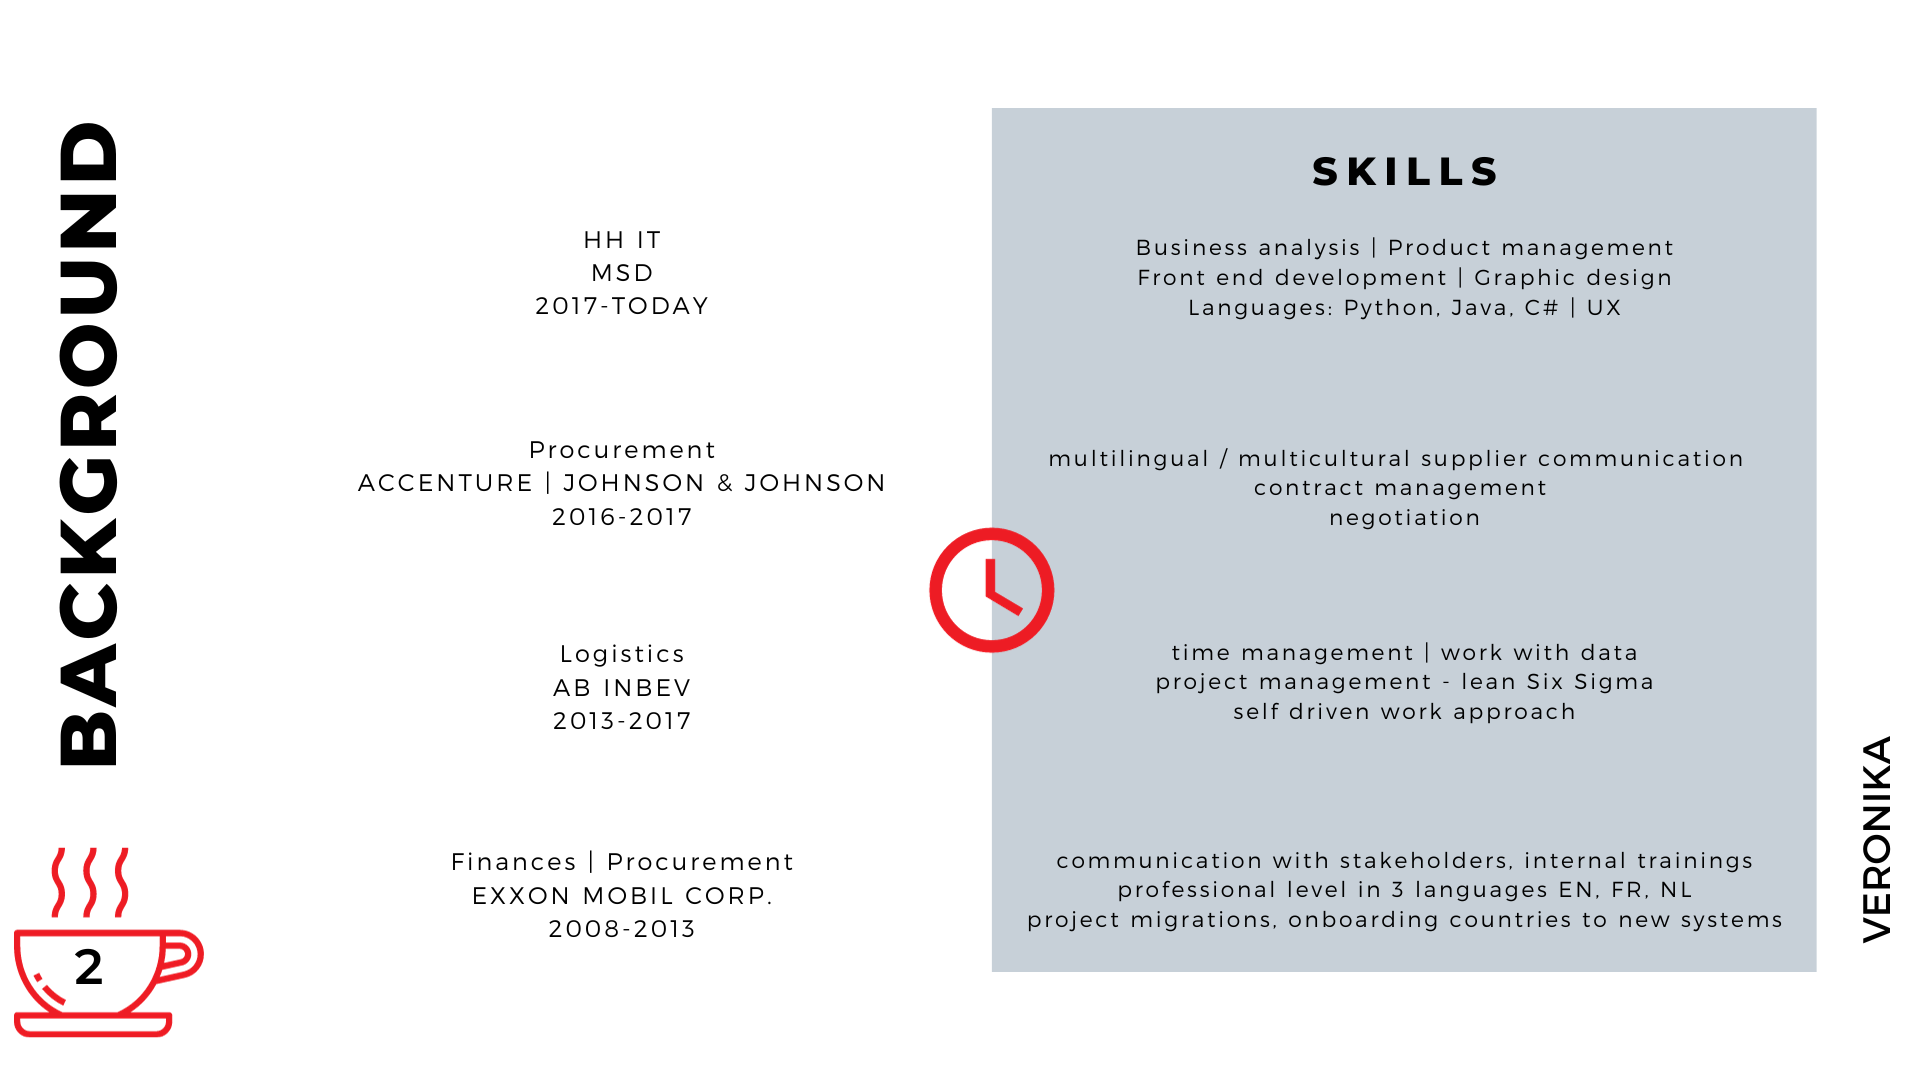 BACKGROUND
HH IT
MSD
2017-TODAY
Procurement
ACCENTURE | JOHNSON & JOHNSON
2016-2017
Logistics
AB INBEV
2013-2017
Finances | Procurement
EXXON MOBIL CORP.
2008-2013
SKILLS
Business analysis | Product management
Front end development | Graphic design
Languages: Python, Java, C# | UX
multilingual / multicultural supplier communication
contract management
negotiation
time management | work with data
project management - lean Six Sigma
self driven work approach
communication with stakeholders, internal trainings
professional level in 3 languages EN, FR, NL
project migrations, onboarding countries to new systems
VERONIKA
2